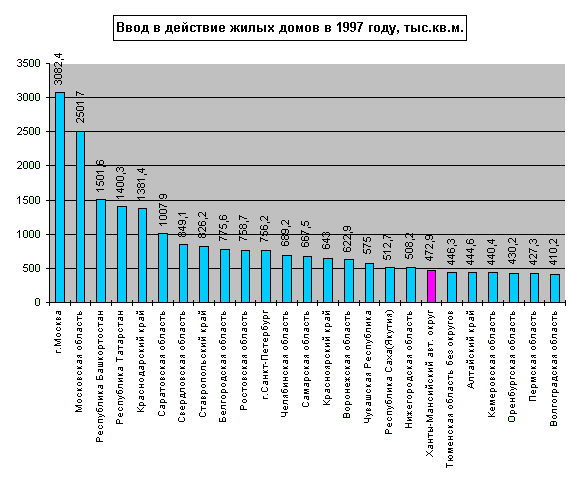 Ввод в действие жилых домов в 1997 году, тыс.кв.м.
3500
3000
2500
2000
1500
1000
500
0
3082,4
2501,7
1501,6
1400,3
1381,4
1007,9
849,1
826,2
775,6
758,7
756,2
689,2
667,5
643
622,9
575
512,7
508,2
472,9
446,3
444,6
440,4
430,2
427,3
410,2
г.Москва
Московская область
Республика Башкортостан
Республика Татарстан
Краснодарский край
Саратовская область
Свердловская область
Ставропольский край
Белгородская область
Ростовская область
г.Санкт-Петербург
Челябинская область
Самарская область
Красноярский край
Воронежская область
Чувашская Республика
Республика Саха(Якутия)
Нижегородская область
Ханты-Мансийский авт. округ
Тюменская область без округов
Алтайский край
Кемеровская область
Оренбургская область
Пермская область
Волгоградская область